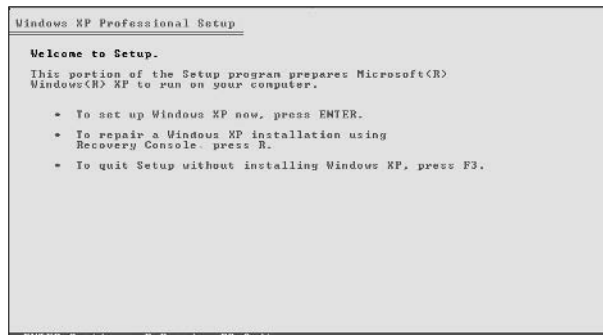 Windows XP Professional Setup
Welcome to Setup.
This portion of the Setup program prepares Microsoft(R)
Windows(R) XP to run on your computer.
• To set up Windows XP now, press ENTER.
• To repair a Windows XP installation using
Recovery Console, press R.
• To quit Setup without installing Windows XP, press F3.